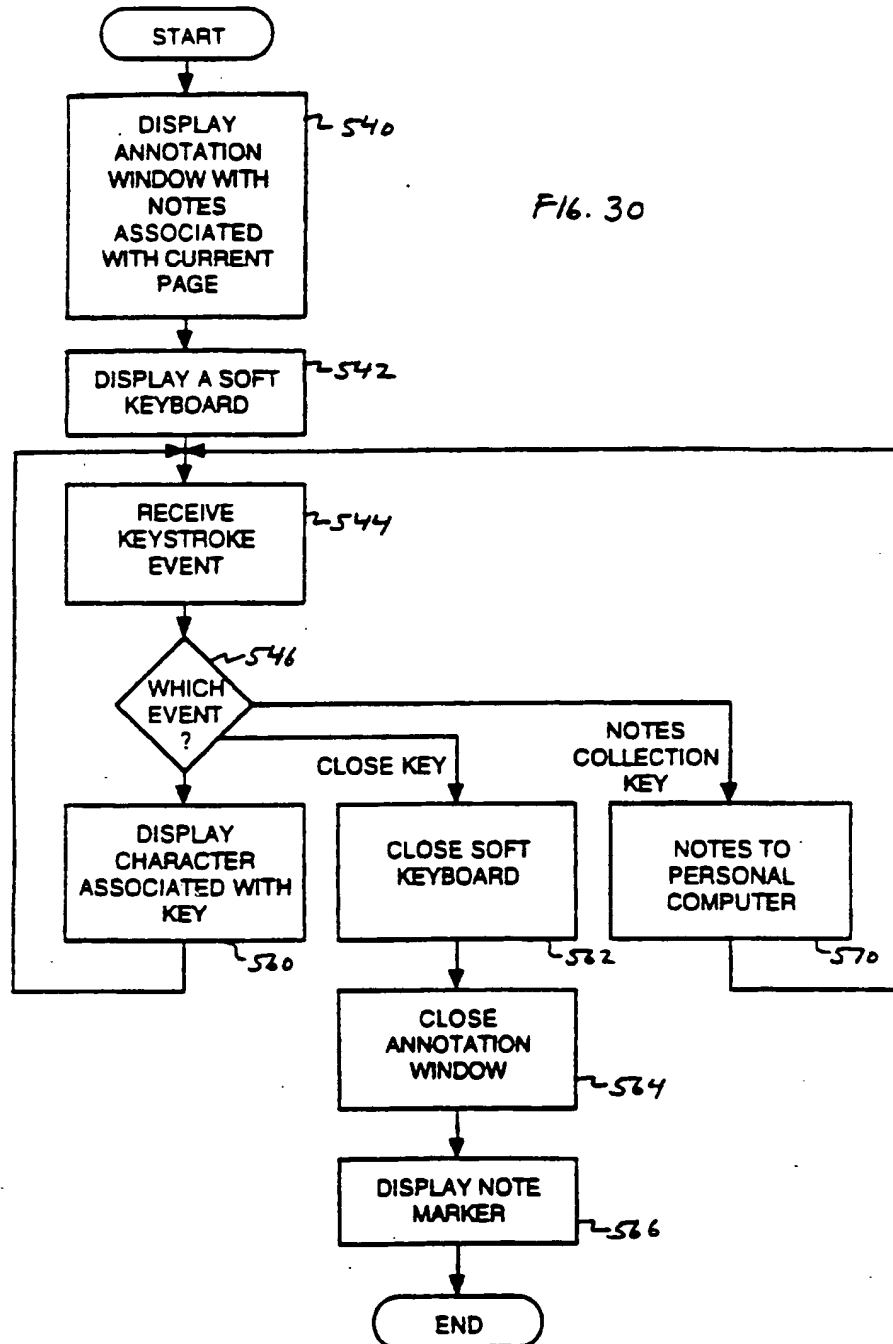 START
DISPLAY
ANNOTATION
WINDOW WITH
NOTES
ASSOCIATED
WITH CURRENT
PAGE
540
FIG. 30
DISPLAY A SOFT
KEYBOARD
542
RECEIVE
KEYSTROKE
EVENT
544
WHICH
EVENT
?
546
CLOSE KEY
NOTES
COLLECTION
KEY
DISPLAY
CHARACTER
ASSOCIATED WITH
KEY
560
CLOSE SOFT
KEYBOARD
562
NOTES TO
PERSONAL
COMPUTER
570
CLOSE
ANNOTATION
WINDOW
564
DISPLAY NOTE
MARKER
566
END